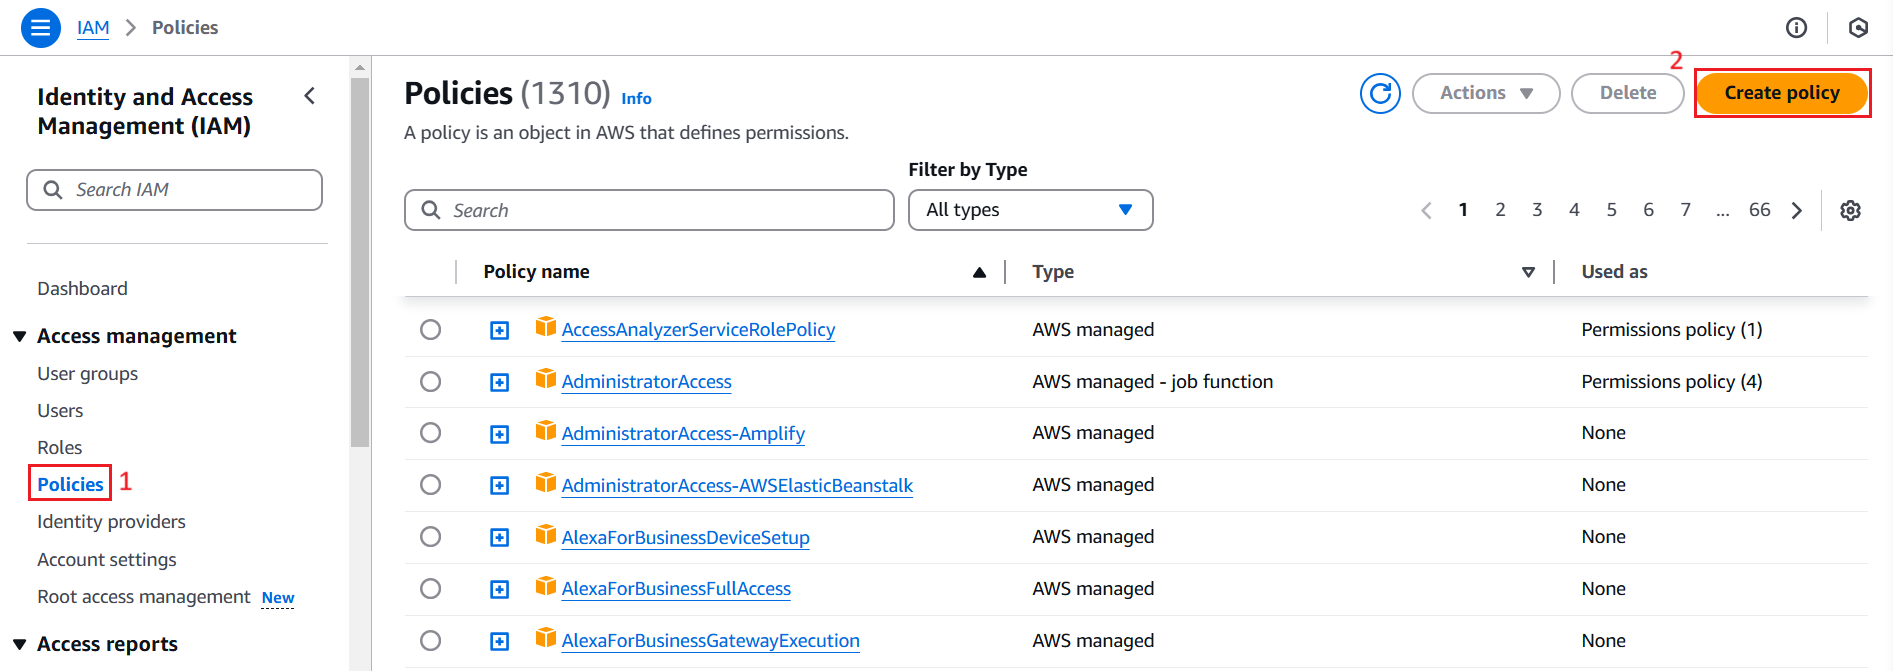 IAM > Policies
Identity and Access
Management (IAM)
Search IAM
Dashboard
Access management
User groups
Users
Roles
Policies 1
Identity providers
Account settings
Root access management New
Access reports
Policies (1310) Info
A policy is an object in AWS that defines permissions.
Actions Delete 2 Create policy
Filter by Type
Search All types 1 2 3 4 5 6 7 ... 66
Policy name Type Used as
AccessAnalyzerServiceRolePolicy AWS managed Permissions policy (1)
AdministratorAccess AWS managed - job function Permissions policy (4)
AdministratorAccess-Amplify AWS managed None
AdministratorAccess-AWSElasticBeanstalk AWS managed None
AlexaForBusinessDeviceSetup AWS managed None
AlexaForBusinessFullAccess AWS managed None
AlexaForBusinessGatewayExecution AWS managed None